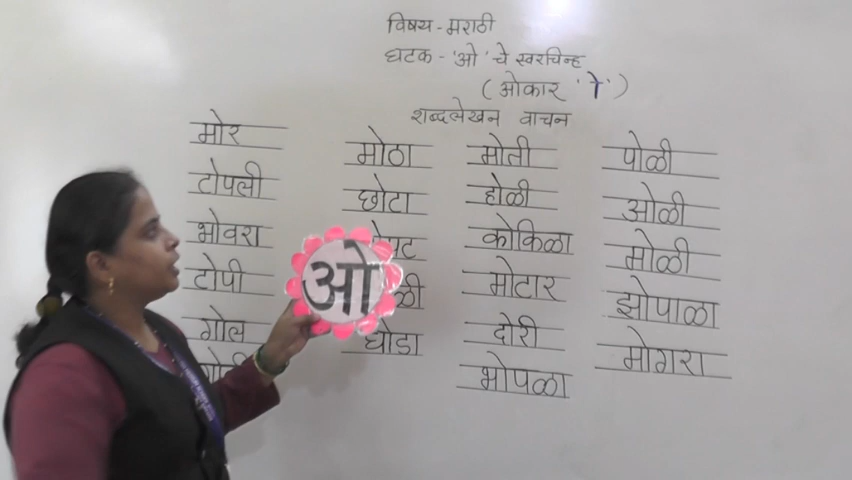 विषय - मराठी
घटक - 'ओ' चे स्वरचिन्ह
(ओकार 'ो')
शब्दलेखन वाचन
मोर
टोपली
भोवरा
टोपी
गोल
मोठा
छोटा
घोडा
मोती
होळी
कोकिळा
मोटार
दोरी
भोपळा
पोळी
ओळी
मोळी
झोपाळा
मोगरा
ओ